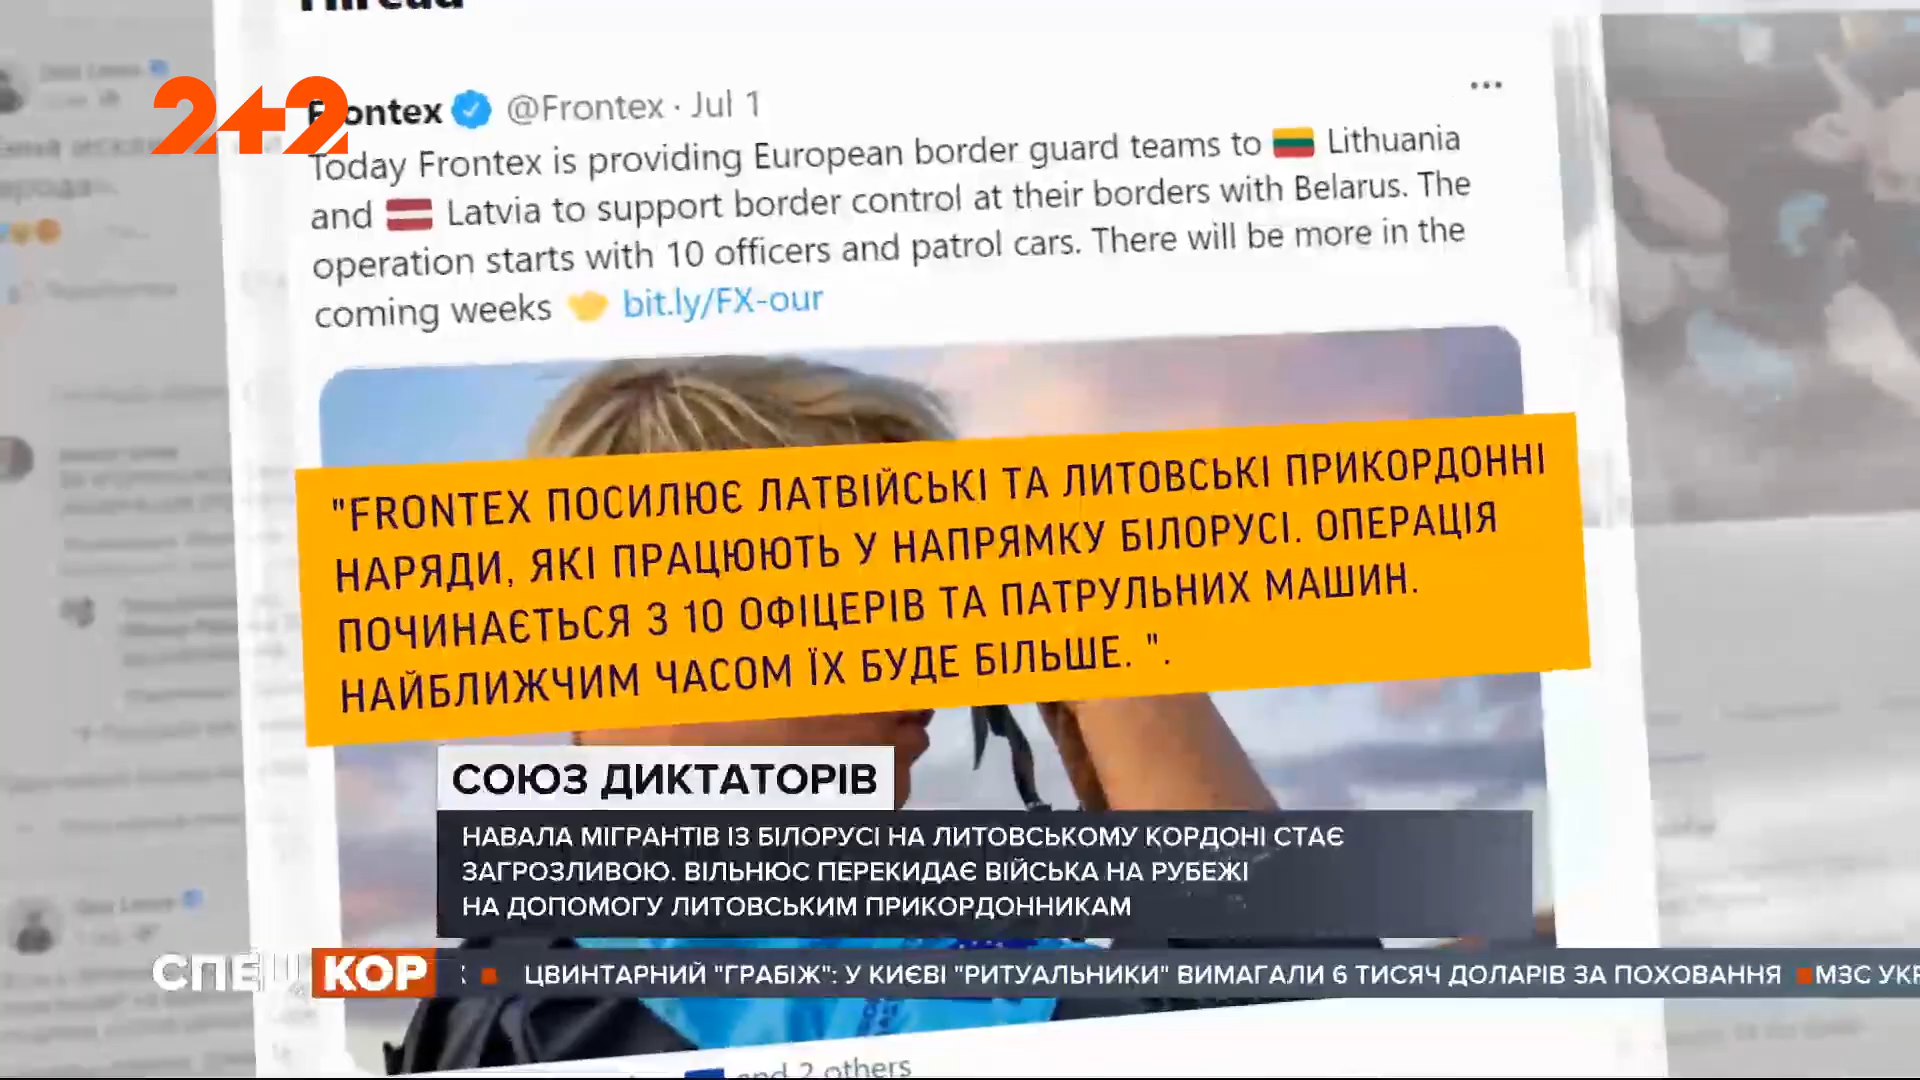 Thread
2+2
Frontex @Frontex · Jul 1
Today Frontex is providing European border guard teams to Lithuania
and Latvia to support border control at their borders with Belarus. The
operation starts with 10 officers and patrol cars. There will be more in the
coming weeks bit.ly/FX-our
"FRONTEX ПОСИЛЮЄ ЛАТВІЙСЬКІ ТА ЛИТОВСЬКІ ПРИКОРДОННІ
НАРЯДИ, ЯКІ ПРАЦЮЮТЬ У НАПРЯМКУ БІЛОРУСІ. ОПЕРАЦІЯ
ПОЧИНАЄТЬСЯ З 10 ОФІЦЕРІВ ТА ПАТРУЛЬНИХ МАШИН.
НАЙБЛИЖЧИМ ЧАСОМ ЇХ БУДЕ БІЛЬШЕ. ".
СОЮЗ ДИКТАТОРІВ
НАВАЛА МІГРАНТІВ ІЗ БІЛОРУСІ НА ЛИТОВСЬКОМУ КОРДОНІ СТАЄ
ЗАГРОЗЛИВОЮ. ВІЛЬНЮС ПЕРЕКИДАЄ ВІЙСЬКА НА РУБЕЖІ
НА ДОПОМОГУ ЛИТОВСЬКИМ ПРИКОРДОННИКАМ
СПЕЦКОР
ЦВИНТАРНИЙ "ГРАБІЖ": У КИЄВІ "РИТУАЛЬНИКИ" ВИМАГАЛИ 6 ТИСЯЧ ДОЛАРІВ ЗА ПОХОВАННЯ МЗС УКР
and 2 others